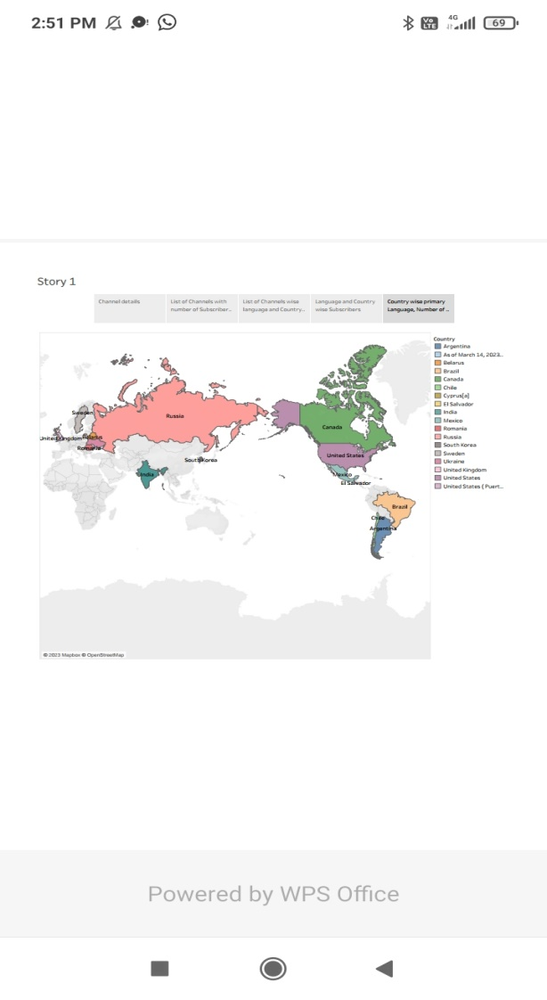 2:51 PM
Vo LTE 4G 69
Story 1
Channel details
List of Channels with
number of Subscriber...
List of Channels wise
language and Country...
Language and Country
wise Subscribers
Country wise primary
Language, Number of ...
Country
Argentina
As of March 14, 2023...
Belarus
Brazil
Canada
Chile
Cyprus[a]
El Salvador
India
Mexico
Romania
Russia
South Korea
Sweden
Ukraine
United Kingdom
United States
United States ( Puert...
Sweden
Russia
Canada
United Kingdom
Belarus
Romania
South Korea
United States
India
Mexico
El Salvador
Brazil
Chile
Argentina
© 2023 Mapbox © OpenStreetMap
Powered by WPS Office